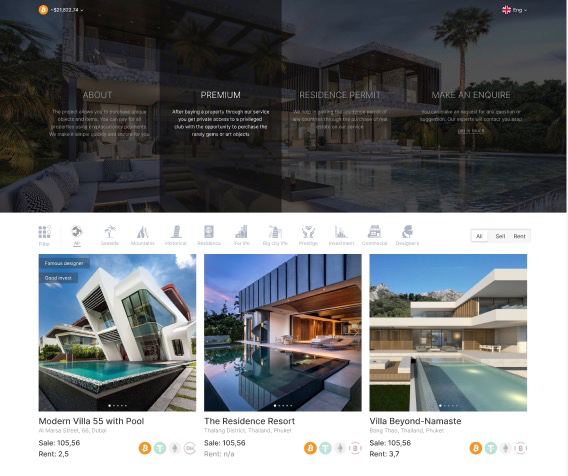 ≈$21,822.74
Eng
ABOUT
The project allows you to purchase unique
objects and items. You can pay for all
properties using cryptocurrency payments.
We make it simple quickly and secure for you
PREMIUM
After buying a property through our service
you get private access to a privileged
club with the opportunity to purchase the
rarely gems or art objects
RESIDENCE PERMIT
We help in getting the residence permit of
any countries through the purchase of real
estate on our service
MAKE AN ENQUIRE
You can make an request for any question or
suggestion. Our experts will contact you asap
get in touch
Filter
All
Seaside
Mountains
Historical
Residence
For life
Big city life
Prestige
Investment
Commercial
Designer's
All
Sell
Rent
Famous designer
Good invest
Modern Villa 55 with Pool
Al Marsa Street, 66, Dubai
Sale: 105,56
Rent: 2,5
The Residence Resort
Thalang District, Thailand, Phuket
Sale: 105,56
Rent: n/a
Villa Beyond-Namaste
Bang Thao, Thailand, Phuket
Sale: 105,56
Rent: 3,7